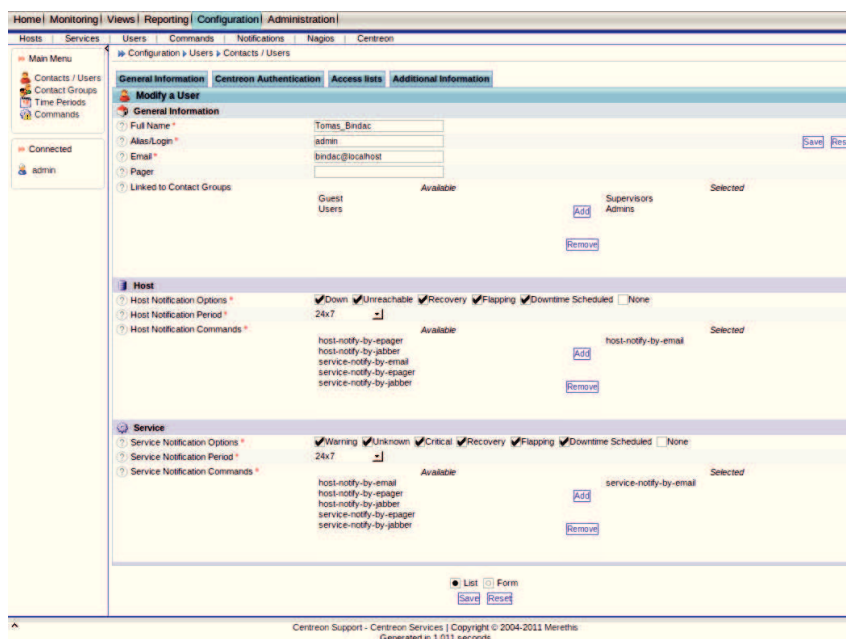 Home Monitoring Views Reporting Configuration Administration
Hosts Services Users Commands Notifications Nagios Centreon
Configuration Users Contacts / Users
Main Menu
Contacts / Users
Contact Groups
Time Periods
Commands
Connected
admin
General Information Centreon Authentication Access lists Additional Information
Modify a User
General Information
? Full Name * Tomas_Bindac
? Alias/Login * admin
Save
? Email * bindac@localhost
? Pager
? Linked to Contact Groups Available Selected
Guest Supervisors
Users Add Admins
Remove
Host
? Host Notification Options * Down Unreachable Recovery Flapping Downtime Scheduled None
? Host Notification Period * 24x7
? Host Notification Commands * Available Selected
host-notify-by-epager host-notify-by-email
host-notify-by-jabber Add
service-notify-by-email
service-notify-by-epager
service-notify-by-jabber Remove
Service
? Service Notification Options * Warning Unknown Critical Recovery Flapping Downtime Scheduled None
? Service Notification Period * 24x7
? Service Notification Commands * Available Selected
host-notify-by-email service-notify-by-email
host-notify-by-epager Add
host-notify-by-jabber
service-notify-by-epager
service-notify-by-jabber Remove
List Form
Save Reset
Centreon Support - Centreon Services | Copyright © 2004-2011 Merethis
Generated in 1.011 seconds